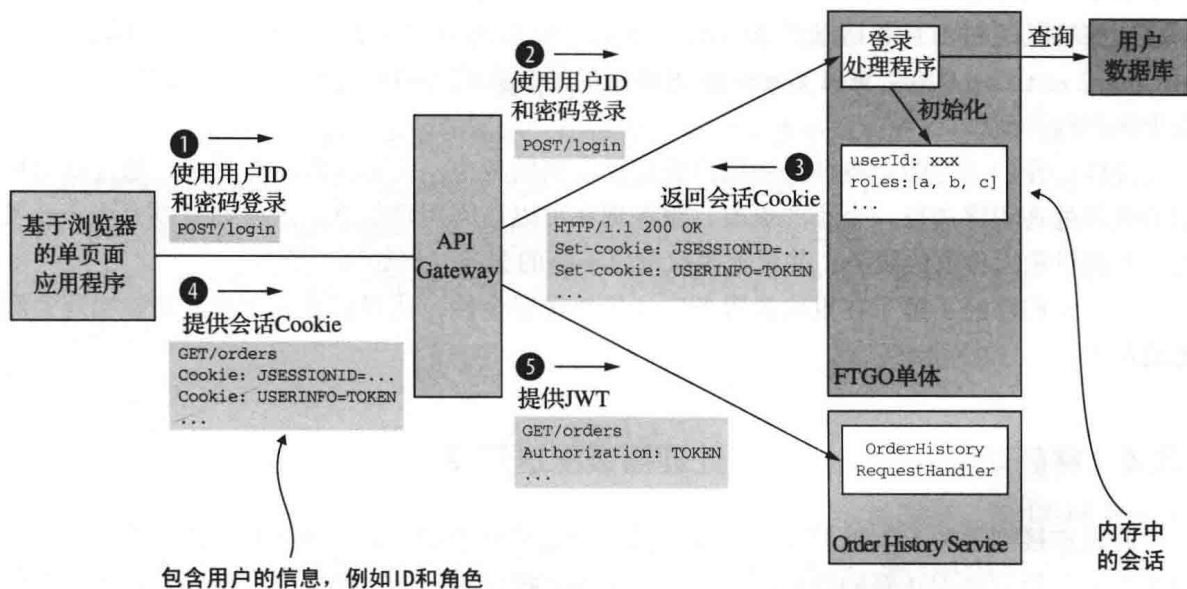 ❶
使用用户ID
和密码登录
POST/login
❷
使用用户ID
和密码登录
POST/login
登录
处理程序
查询
用户
数据库
初始化
userId: xxx
roles:[a, b, c]
...
❸
返回会话Cookie
HTTP/1.1 200 OK
Set-cookie: JSESSIONID=...
Set-cookie: USERINFO=TOKEN
...
基于浏览器
的单页面
应用程序
API
Gateway
❹
提供会话Cookie
GET/orders
Cookie: JSESSIONID=...
Cookie: USERINFO=TOKEN
...
❺
提供JWT
GET/orders
Authorization: TOKEN
...
FTGO单体
OrderHistory
RequestHandler
Order History Service
内存中
的会话
包含用户的信息，例如ID和角色